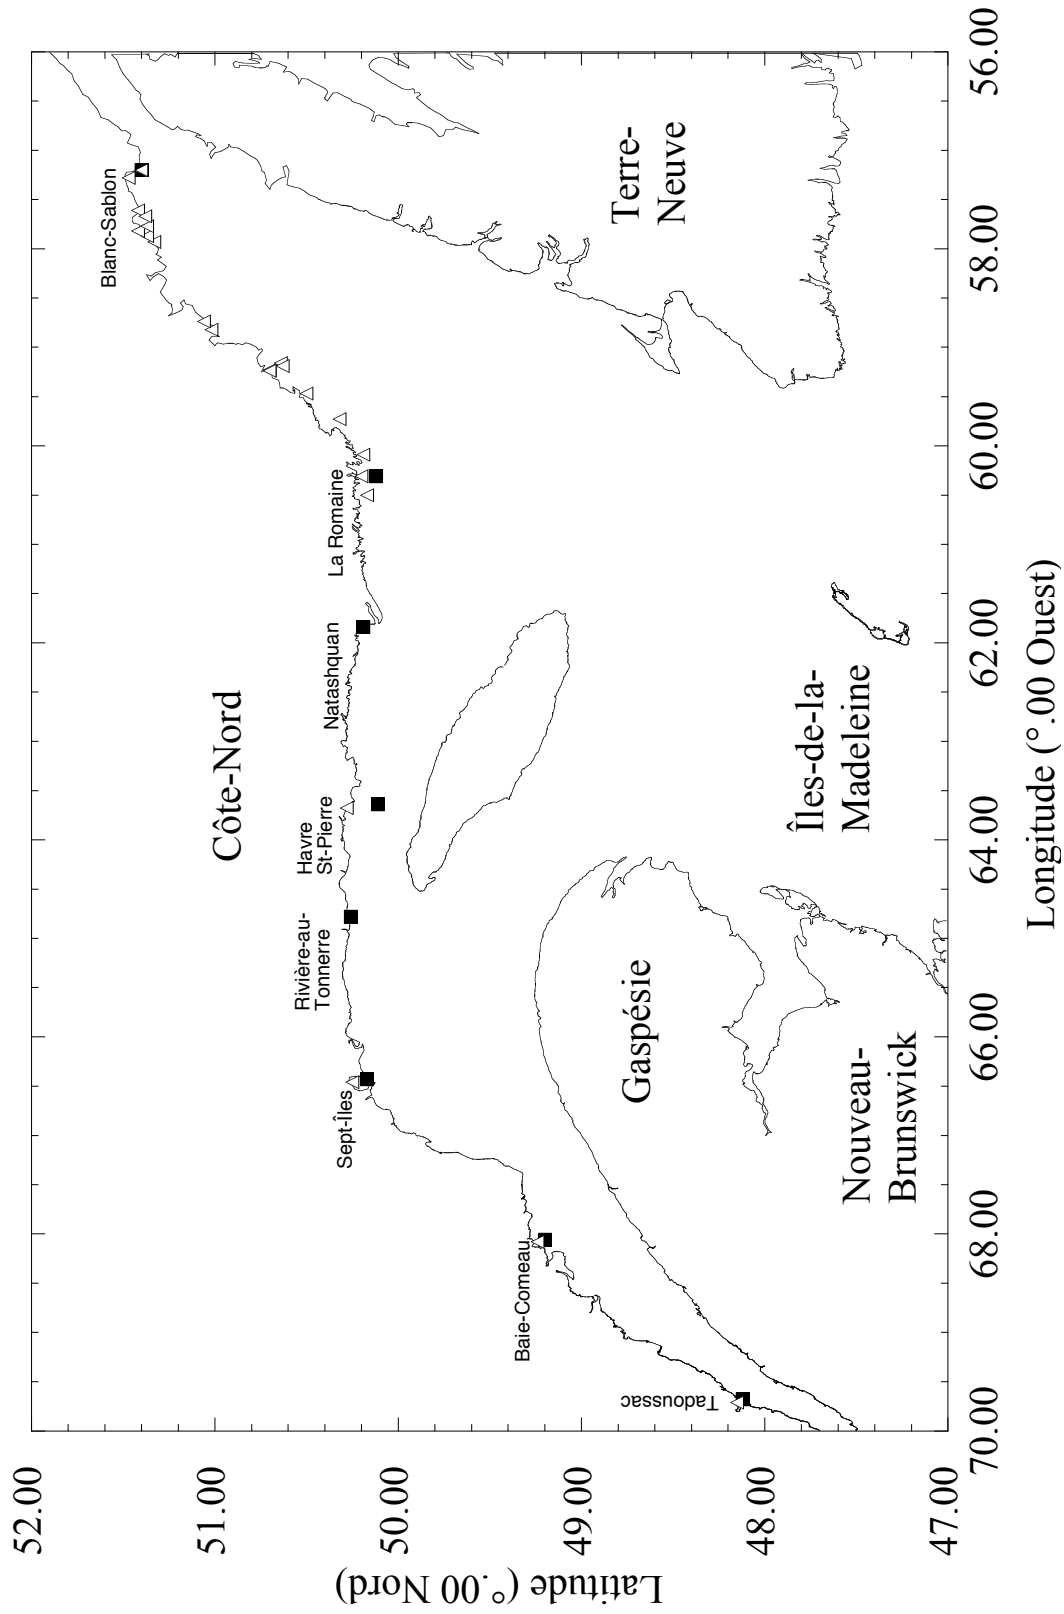 52.00
51.00
50.00
49.00
48.00
47.00
Latitude (°.00 Nord)
70.00
68.00
66.00
64.00
62.00
60.00
58.00
56.00
Longitude (°.00 Ouest)
Côte-Nord
Tadoussac
Baie-Comeau
Sept-Îles
Rivière-au-
Tonnerre
Havre
St-Pierre
Natashquan
La Romaine
Blanc-Sablon
Gaspésie
Nouveau-
Brunswick
Îles-de-la-
Madeleine
Terre-
Neuve